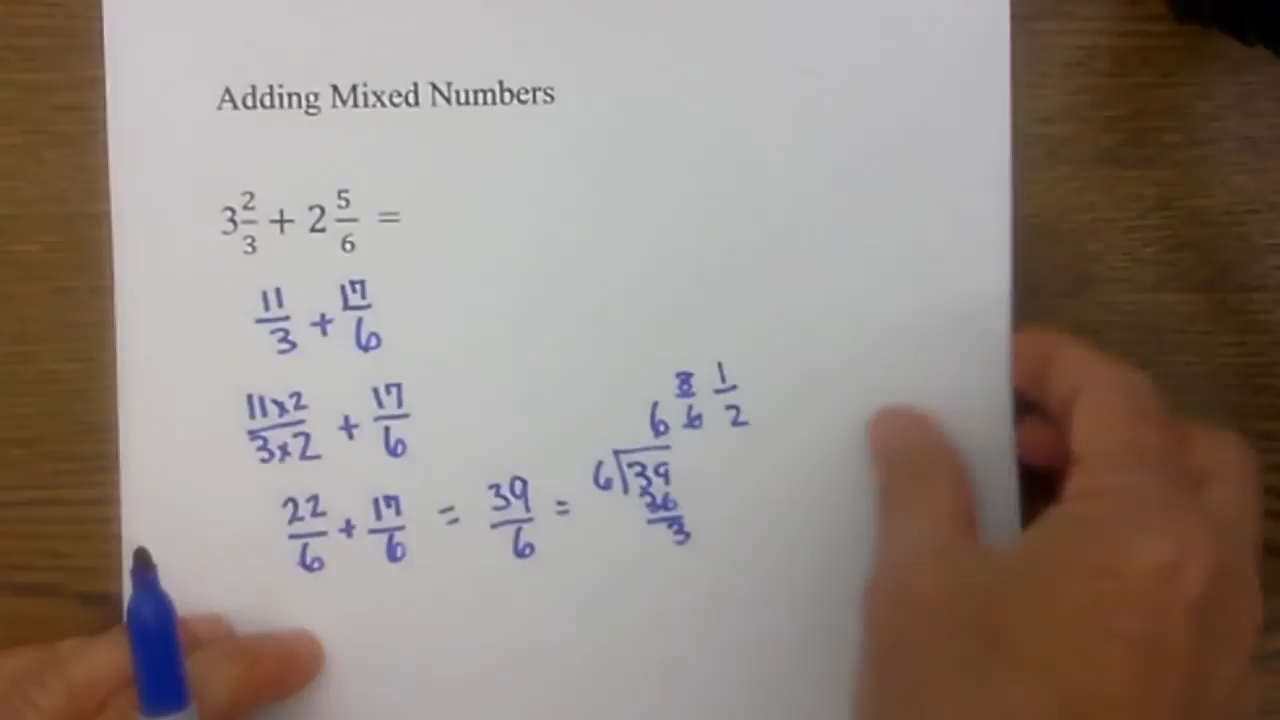 Adding Mixed Numbers
3 2/3 + 2 5/6 =
11/3 + 17/6
11x2/3x2 + 17/6
6 3/6 1/2
22/6 + 17/6 = 39/6 = 6)39
36
3